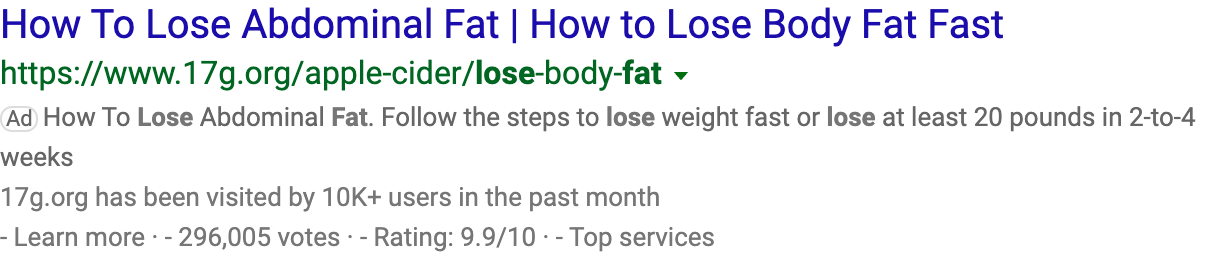 How To Lose Abdominal Fat | How to Lose Body Fat Fast
https://www.17g.org/apple-cider/lose-body-fat
Ad How To Lose Abdominal Fat. Follow the steps to lose weight fast or lose at least 20 pounds in 2-to-4
weeks
17g.org has been visited by 10K+ users in the past month
- Learn more · - 296,005 votes · - Rating: 9.9/10 · - Top services